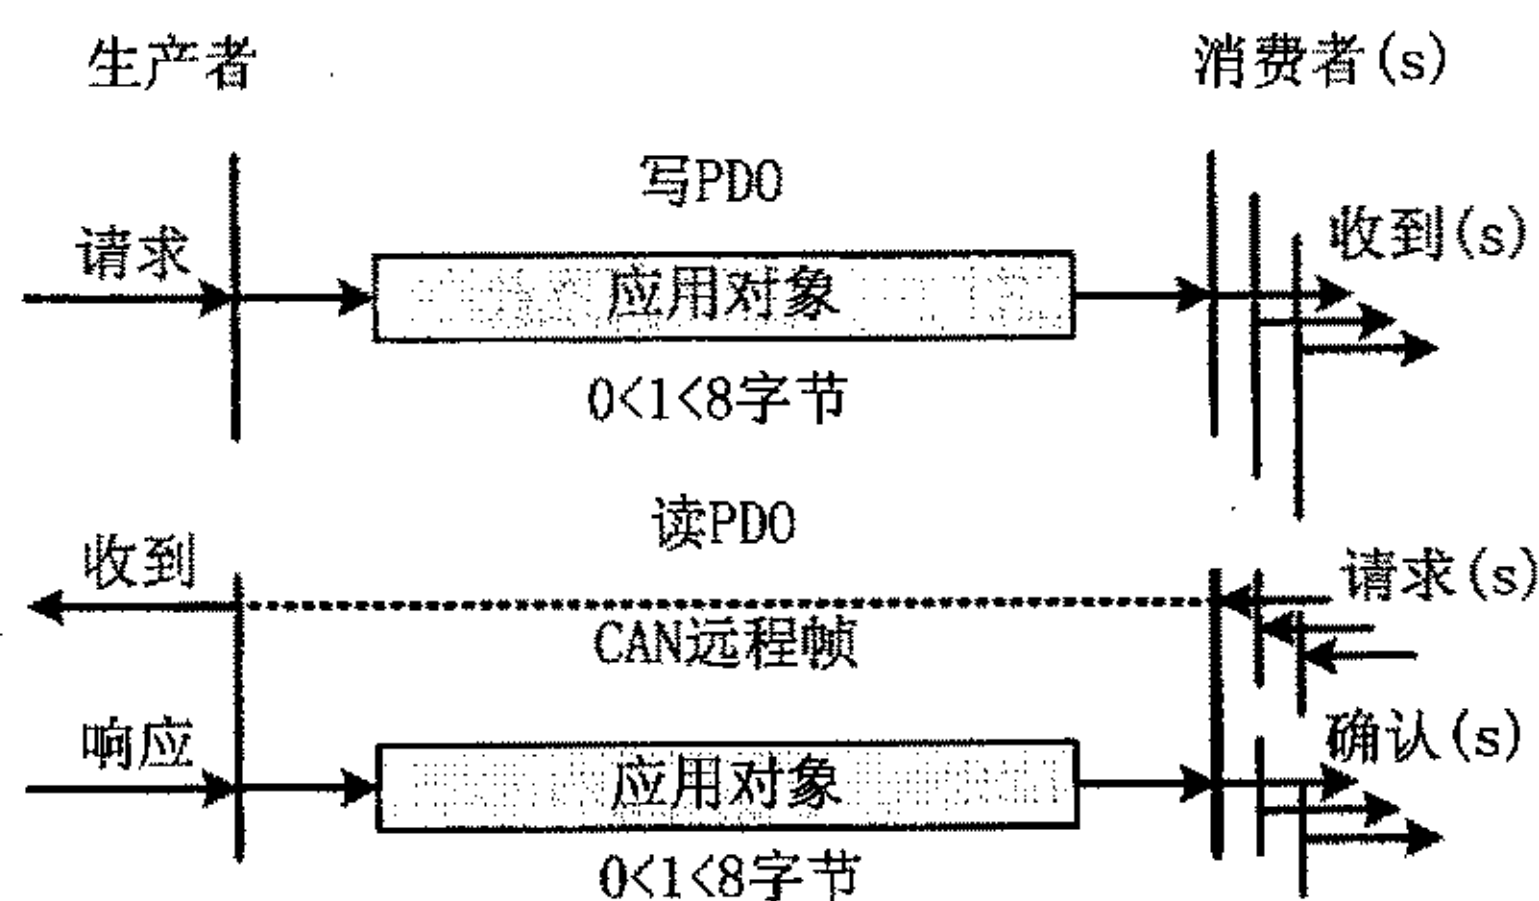 生产者
消费者(s)
写PDO
请求
收到(s)
应用对象
0<1<8字节
读PDO
收到
请求(s)
CAN远程帧
响应
确认(s)
应用对象
0<1<8字节